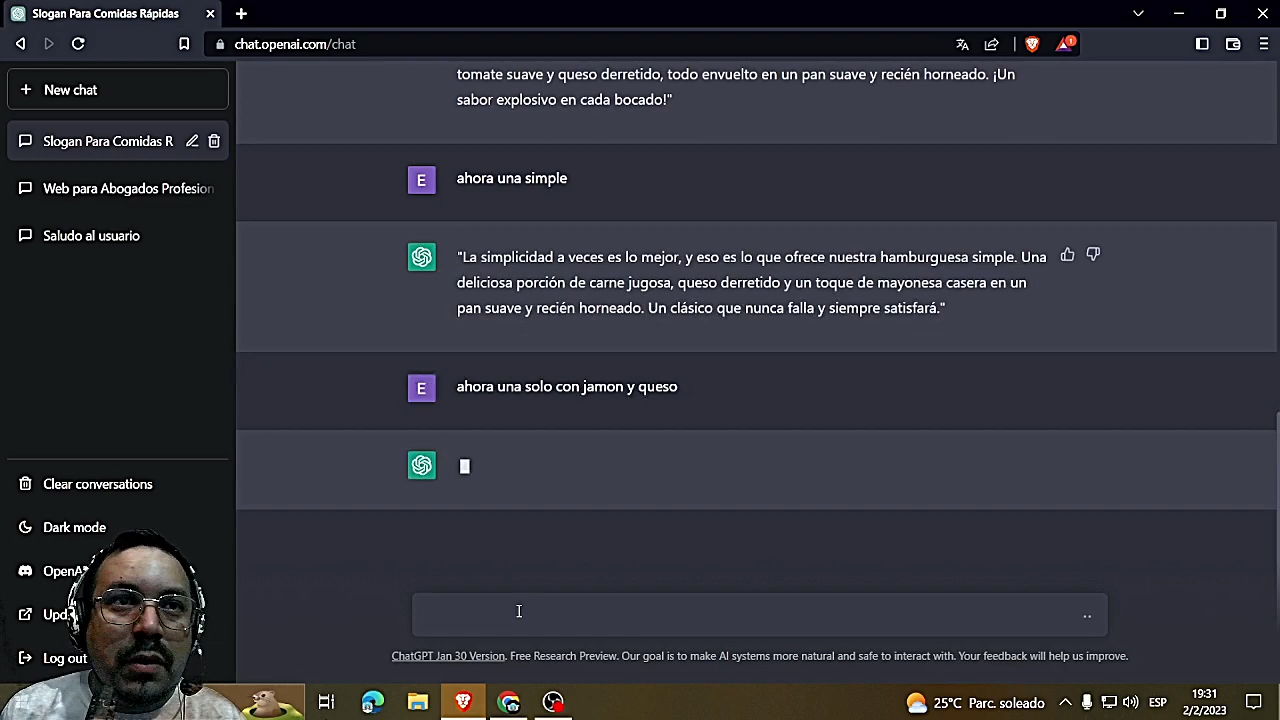 Slogan Para Comidas Rápidas
chat.openai.com/chat
1
New chat
Slogan Para Comidas R
Web para Abogados Profesion
Saludo al usuario
Clear conversations
Dark mode
OpenA
Upd
Log out
tomate suave y queso derretido, todo envuelto en un pan suave y recién horneado. ¡Un
sabor explosivo en cada bocado!"
E
ahora una simple
"La simplicidad a veces es lo mejor, y eso es lo que ofrece nuestra hamburguesa simple. Una
deliciosa porción de carne jugosa, queso derretido y un toque de mayonesa casera en un
pan suave y recién horneado. Un clásico que nunca falla y siempre satisfará."
E
ahora una solo con jamon y queso
ChatGPT Jan 30 Version. Free Research Preview. Our goal is to make AI systems more natural and safe to interact with. Your feedback will help us improve.
25°C Parc. soleado
ESP
19:31
2/2/2023